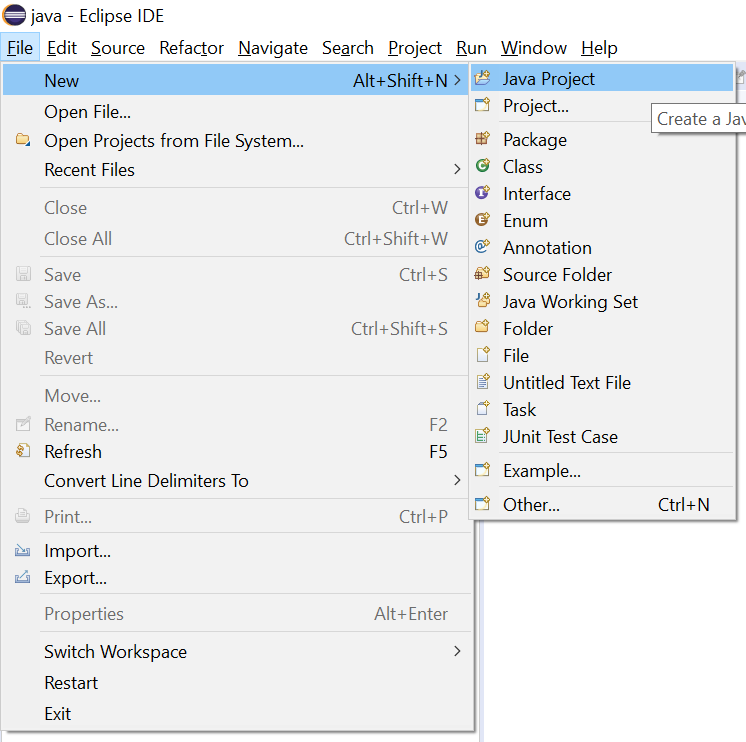 java - Eclipse IDE
File Edit Source Refactor Navigate Search Project Run Window Help
New Alt+Shift+N
Open File...
Open Projects from File System...
Recent Files
Close Ctrl+W
Close All Ctrl+Shift+W
Save Ctrl+S
Save As...
Save All Ctrl+Shift+S
Revert
Move...
Rename... F2
Refresh F5
Convert Line Delimiters To
Print... Ctrl+P
Import...
Export...
Properties Alt+Enter
Switch Workspace
Restart
Exit
Java Project
Project...
Create a Jav
Package
Class
Interface
Enum
Annotation
Source Folder
Java Working Set
Folder
File
Untitled Text File
Task
JUnit Test Case
Example...
Other... Ctrl+N